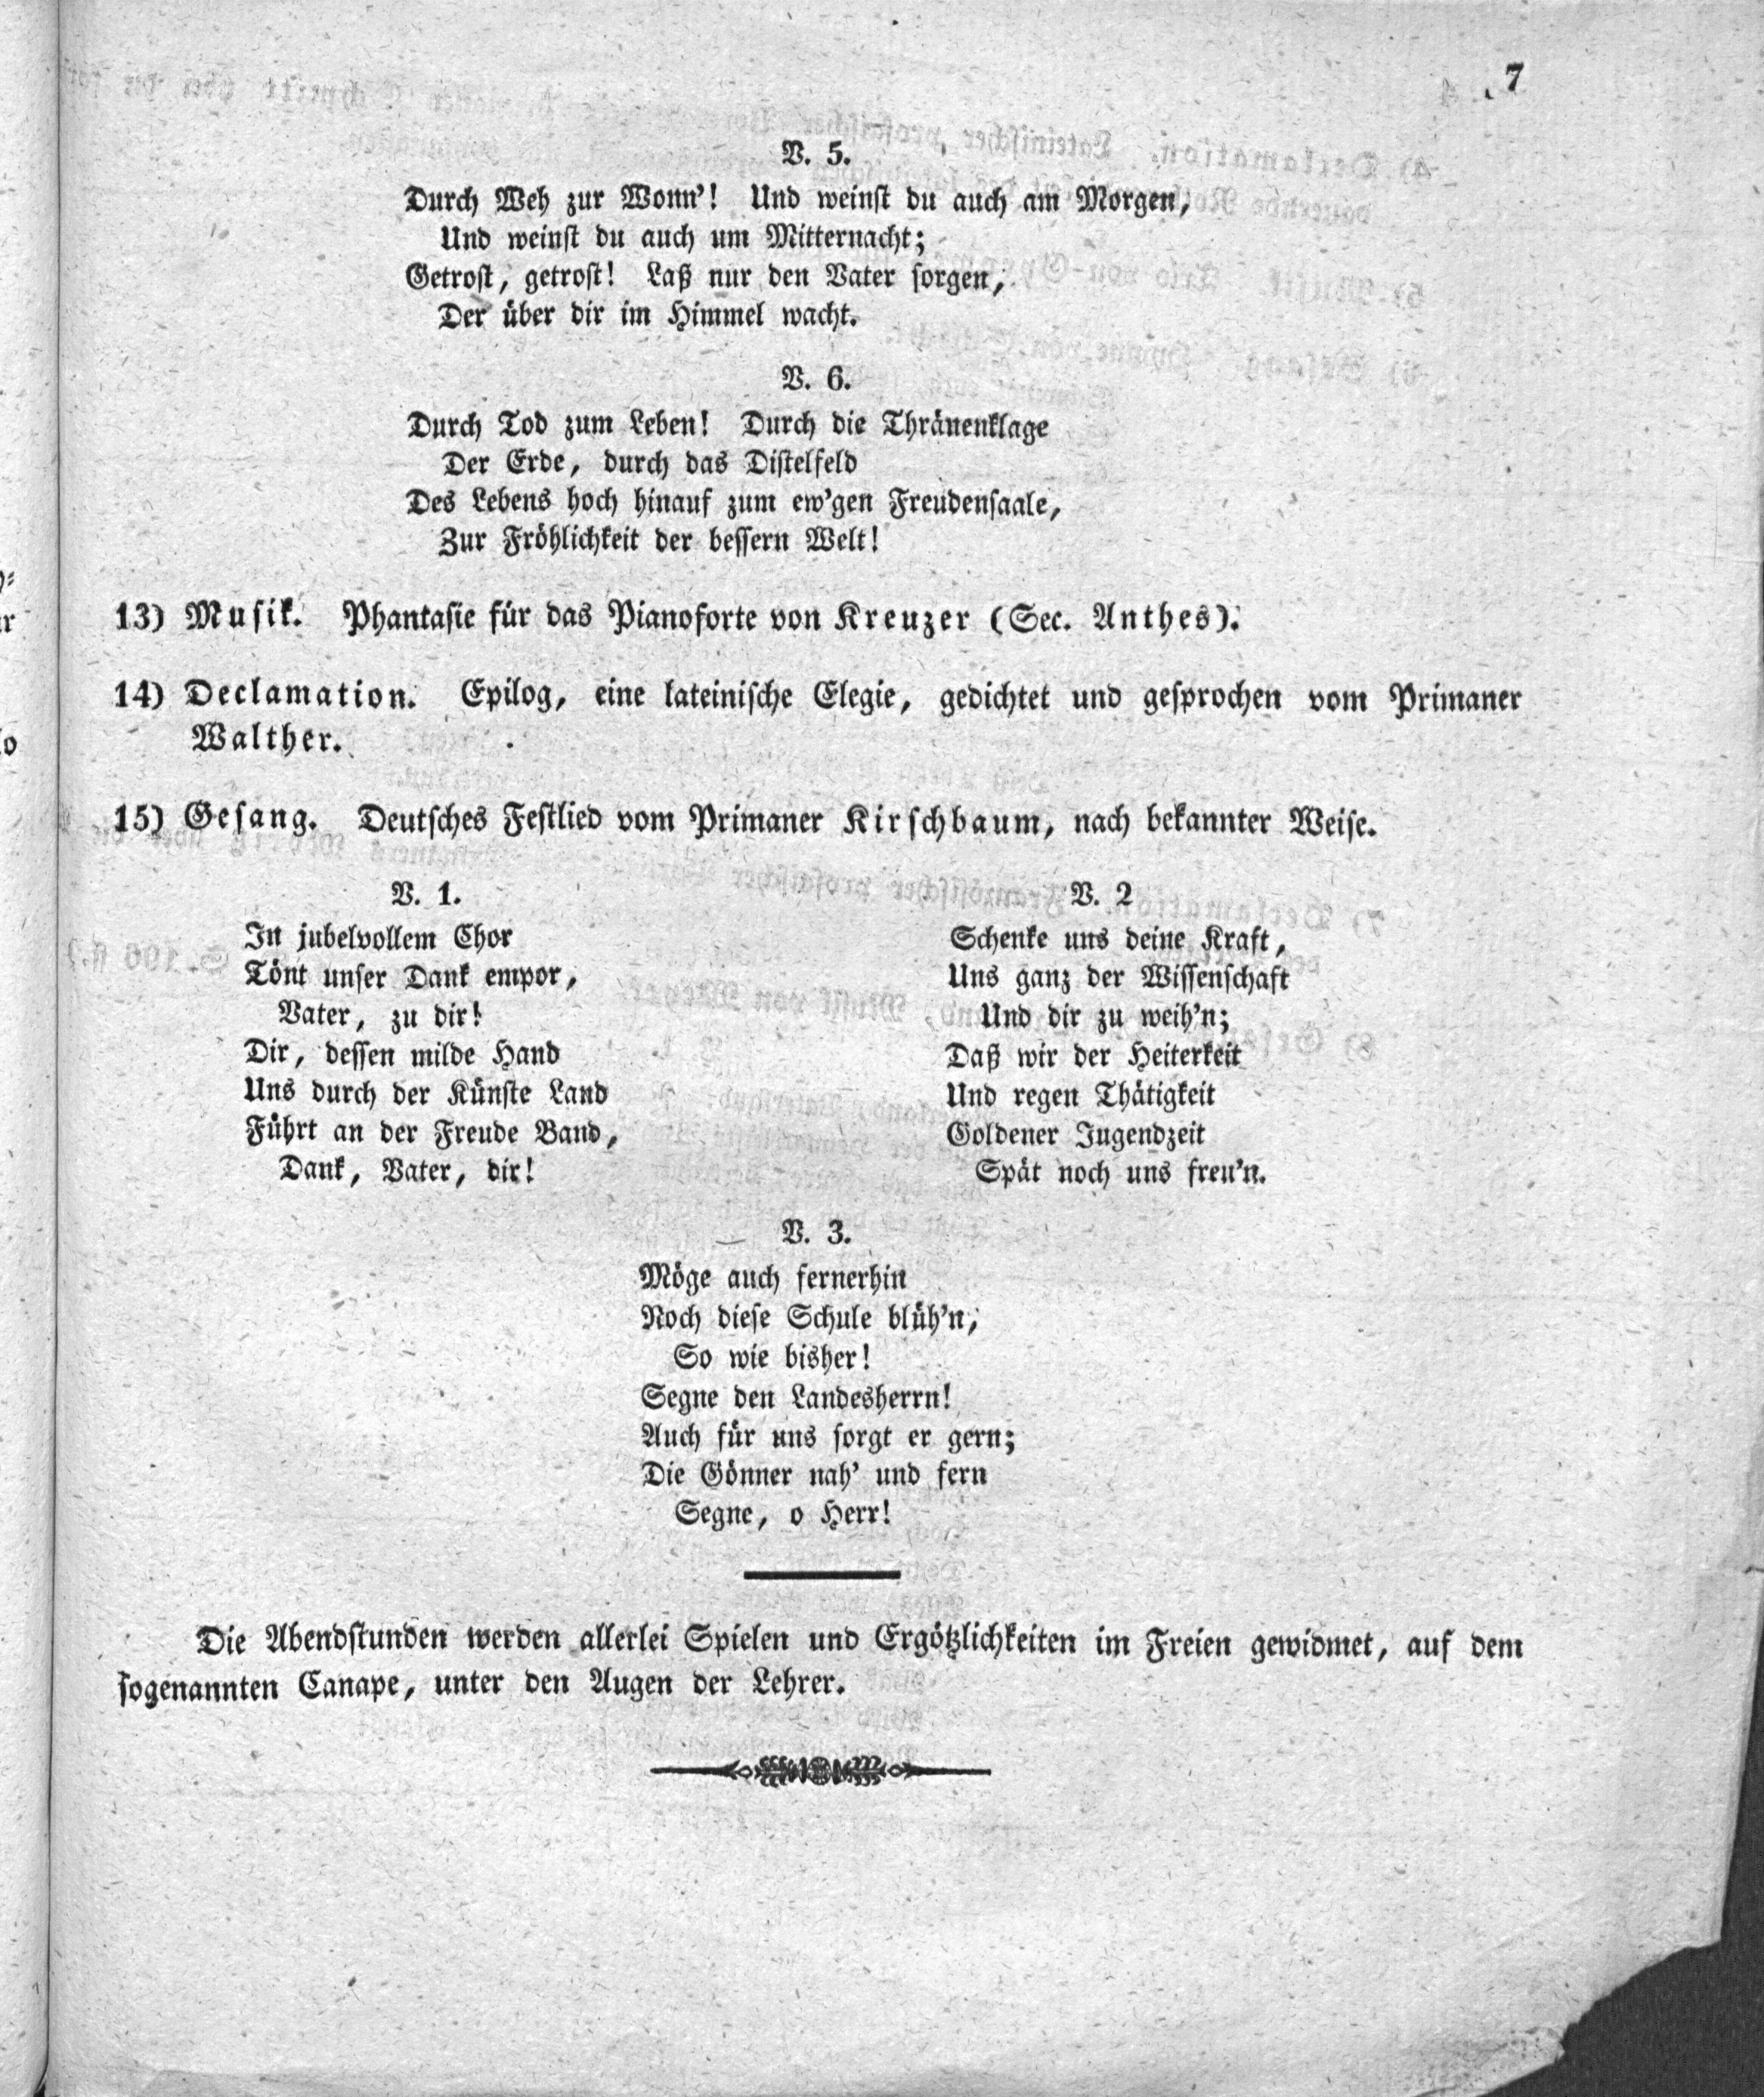 7
V. 5.
Durch Weh zur Wonn'! Und weinst du auch am Morgen,
Und weinst du auch um Mitternacht;
Getrost, getrost! Laß nur den Vater sorgen,
Der über dir im Himmel wacht.
V. 6.
Durch Tod zum Leben! Durch die Thränenklage
Der Erde, durch das Distelfeld
Des Lebens hoch hinauf zum ew'gen Freudensaale,
Zur Fröhlichkeit der bessern Welt!
13) Musik. Phantasie für das Pianoforte von Kreuzer (Sec. Anthes).
14) Declamation. Epilog, eine lateinische Elegie, gedichtet und gesprochen vom Primaner
Walther.
15) Gesang. Deutsches Festlied vom Primaner Kirschbaum, nach bekannter Weise.
V. 1.
In jubelvollem Chor
Tönt unser Dank empor,
Vater, zu dir!
Dir, dessen milde Hand
Uns durch der Künste Land
Führt an der Freude Band,
Dank, Vater, dir!
V. 2
Schenke uns deine Kraft,
Uns ganz der Wissenschaft
Und dir zu weih'n;
Daß wir der Heiterkeit
Und regen Thätigkeit
Goldener Jugendzeit
Spät noch uns freu'n.
V. 3.
Möge auch fernerhin
Noch diese Schule blüh'n,
So wie bisher!
Segne den Landesherrn!
Auch für uns sorgt er gern;
Die Gönner nah' und fern
Segne, o Herr!
Die Abendstunden werden allerlei Spielen und Ergötzlichkeiten im Freien gewidmet, auf dem
sogenannten Canape, unter den Augen der Lehrer.